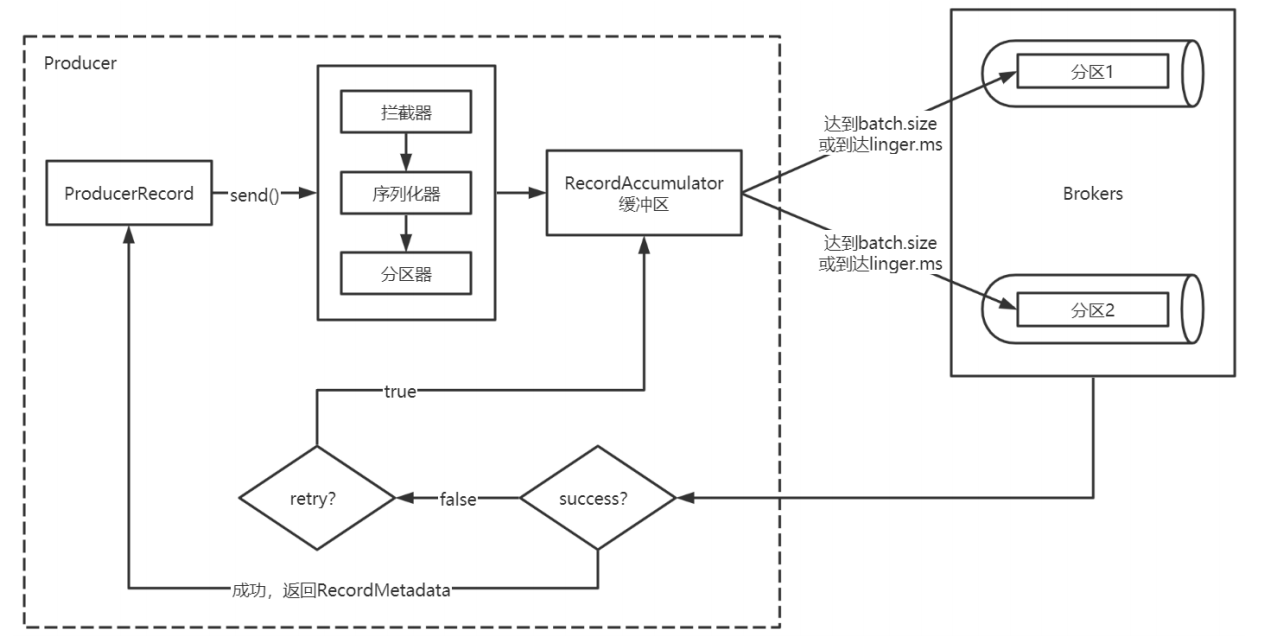 Producer
拦截器
ProducerRecord
send()
序列化器
分区器
RecordAccumulator
缓冲区
达到batch.size
或到达linger.ms
分区1
Brokers
达到batch.size
或到达linger.ms
分区2
true
retry?
false
success?
成功，返回RecordMetadata